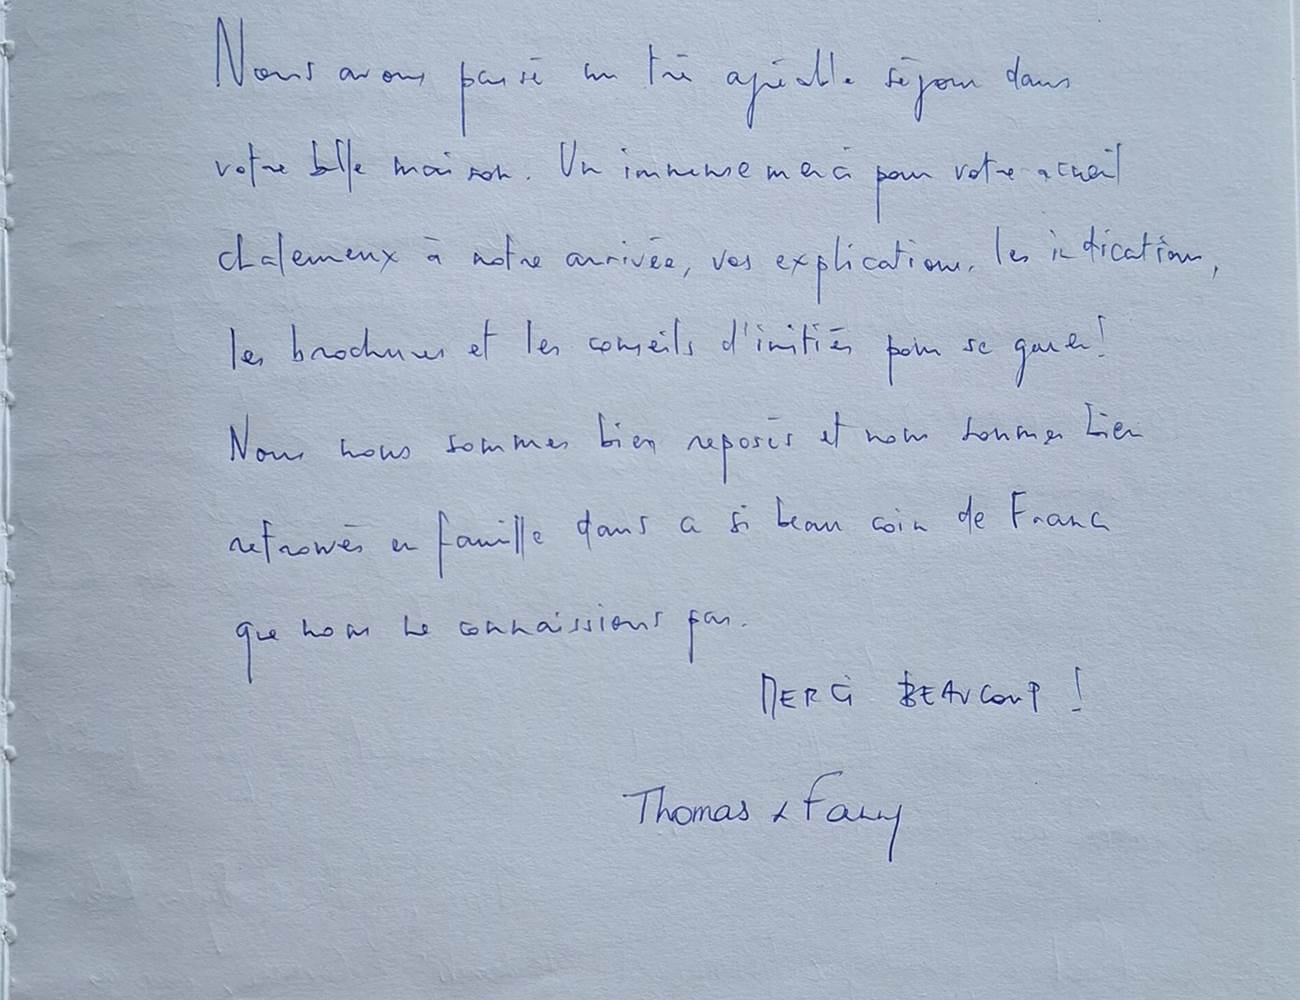 Nous avons passé un très agréable séjour dans
votre belle maison. Un immense merci pour votre accueil
chaleureux à notre arrivée, vos explications, les indications,
les brochures et les conseils d'initiés pour se garer !
Nous nous sommes bien reposés et nous sommes bien
retrouvés en famille dans ce si beau coin de France
que nous ne connaissions pas.
MERCI BEAUCOUP !
Thomas & Fanny